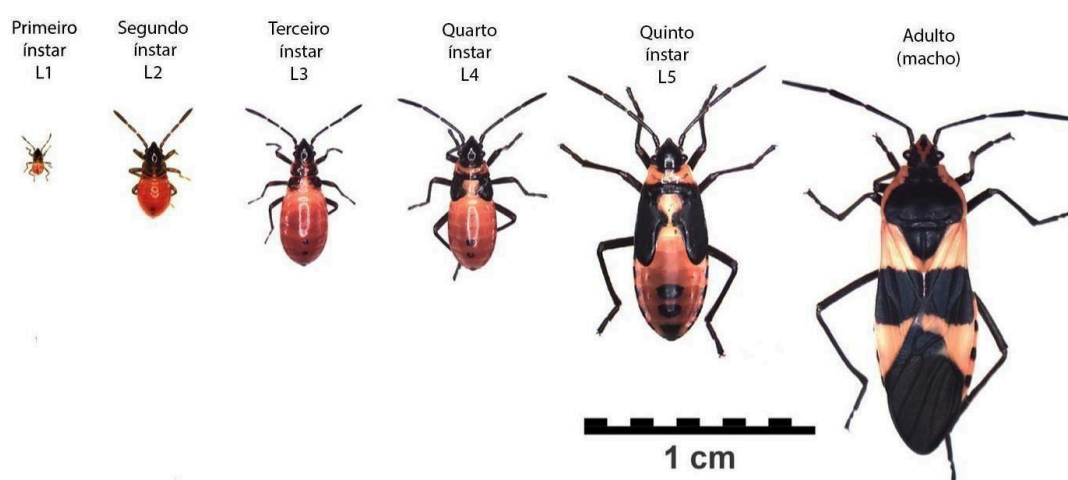 Primeiro
ínstar
L1
Segundo
ínstar
L2
Terceiro
ínstar
L3
Quarto
ínstar
L4
Quinto
ínstar
L5
Adulto
(macho)
1 cm